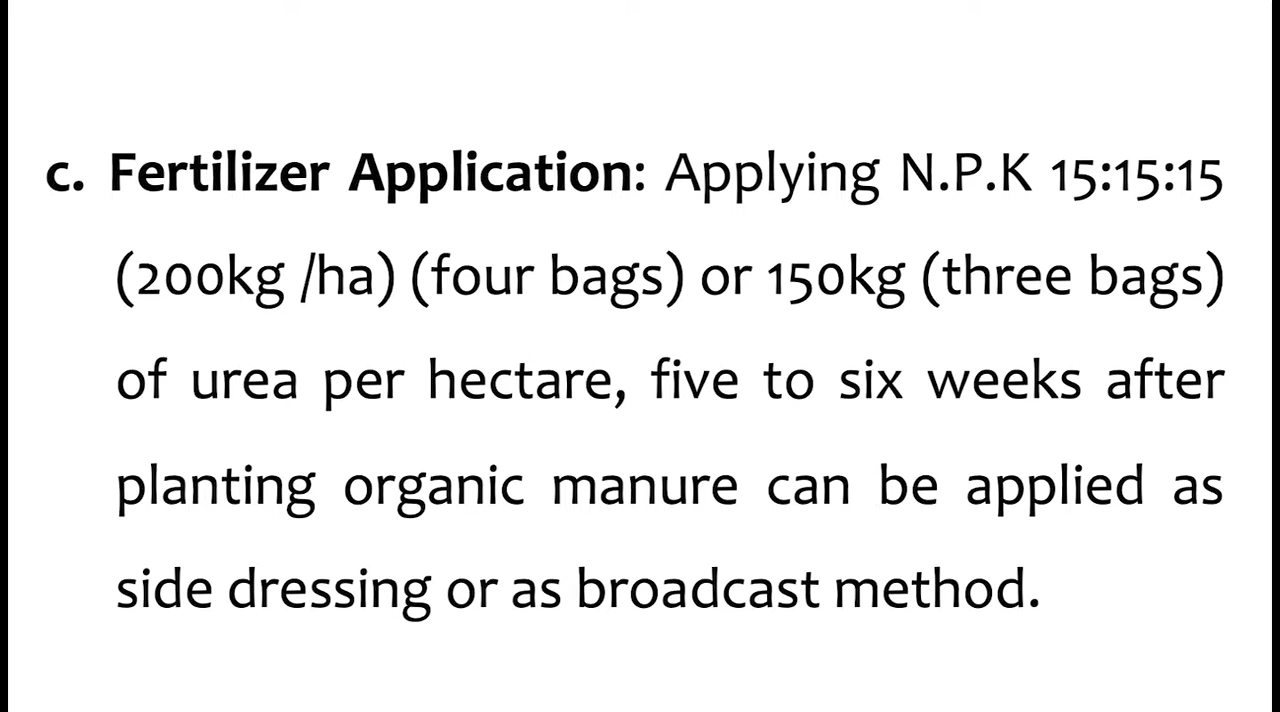 c. Fertilizer Application: Applying N.P.K 15:15:15
(200kg /ha) (four bags) or 150kg (three bags)
of urea per hectare, five to six weeks after
planting organic manure can be applied as
side dressing or as broadcast method.